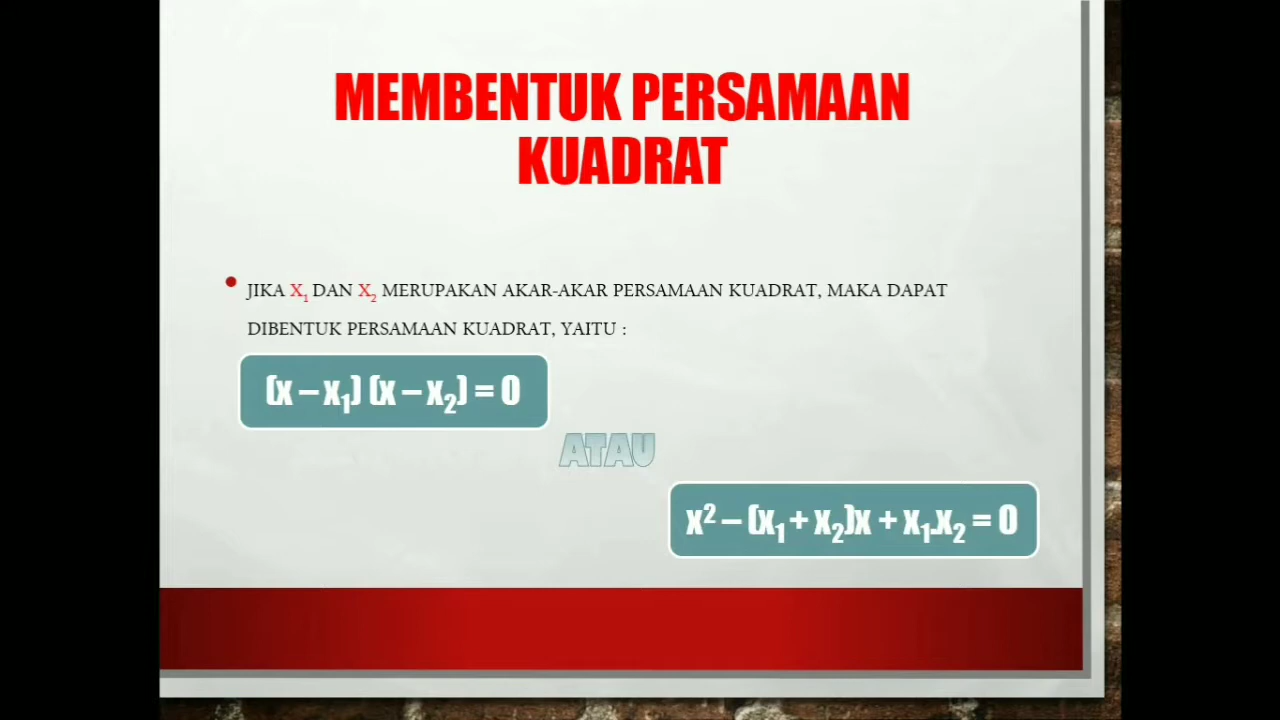 MEMBENTUK PERSAMAAN
KUADRAT
JIKA X₁ DAN X₂ MERUPAKAN AKAR-AKAR PERSAMAAN KUADRAT, MAKA DAPAT
DIBENTUK PERSAMAAN KUADRAT, YAITU :
(x – x₁) (x – x₂) = 0
ATAU
x² – (x₁ + x₂)x + x₁.x₂ = 0